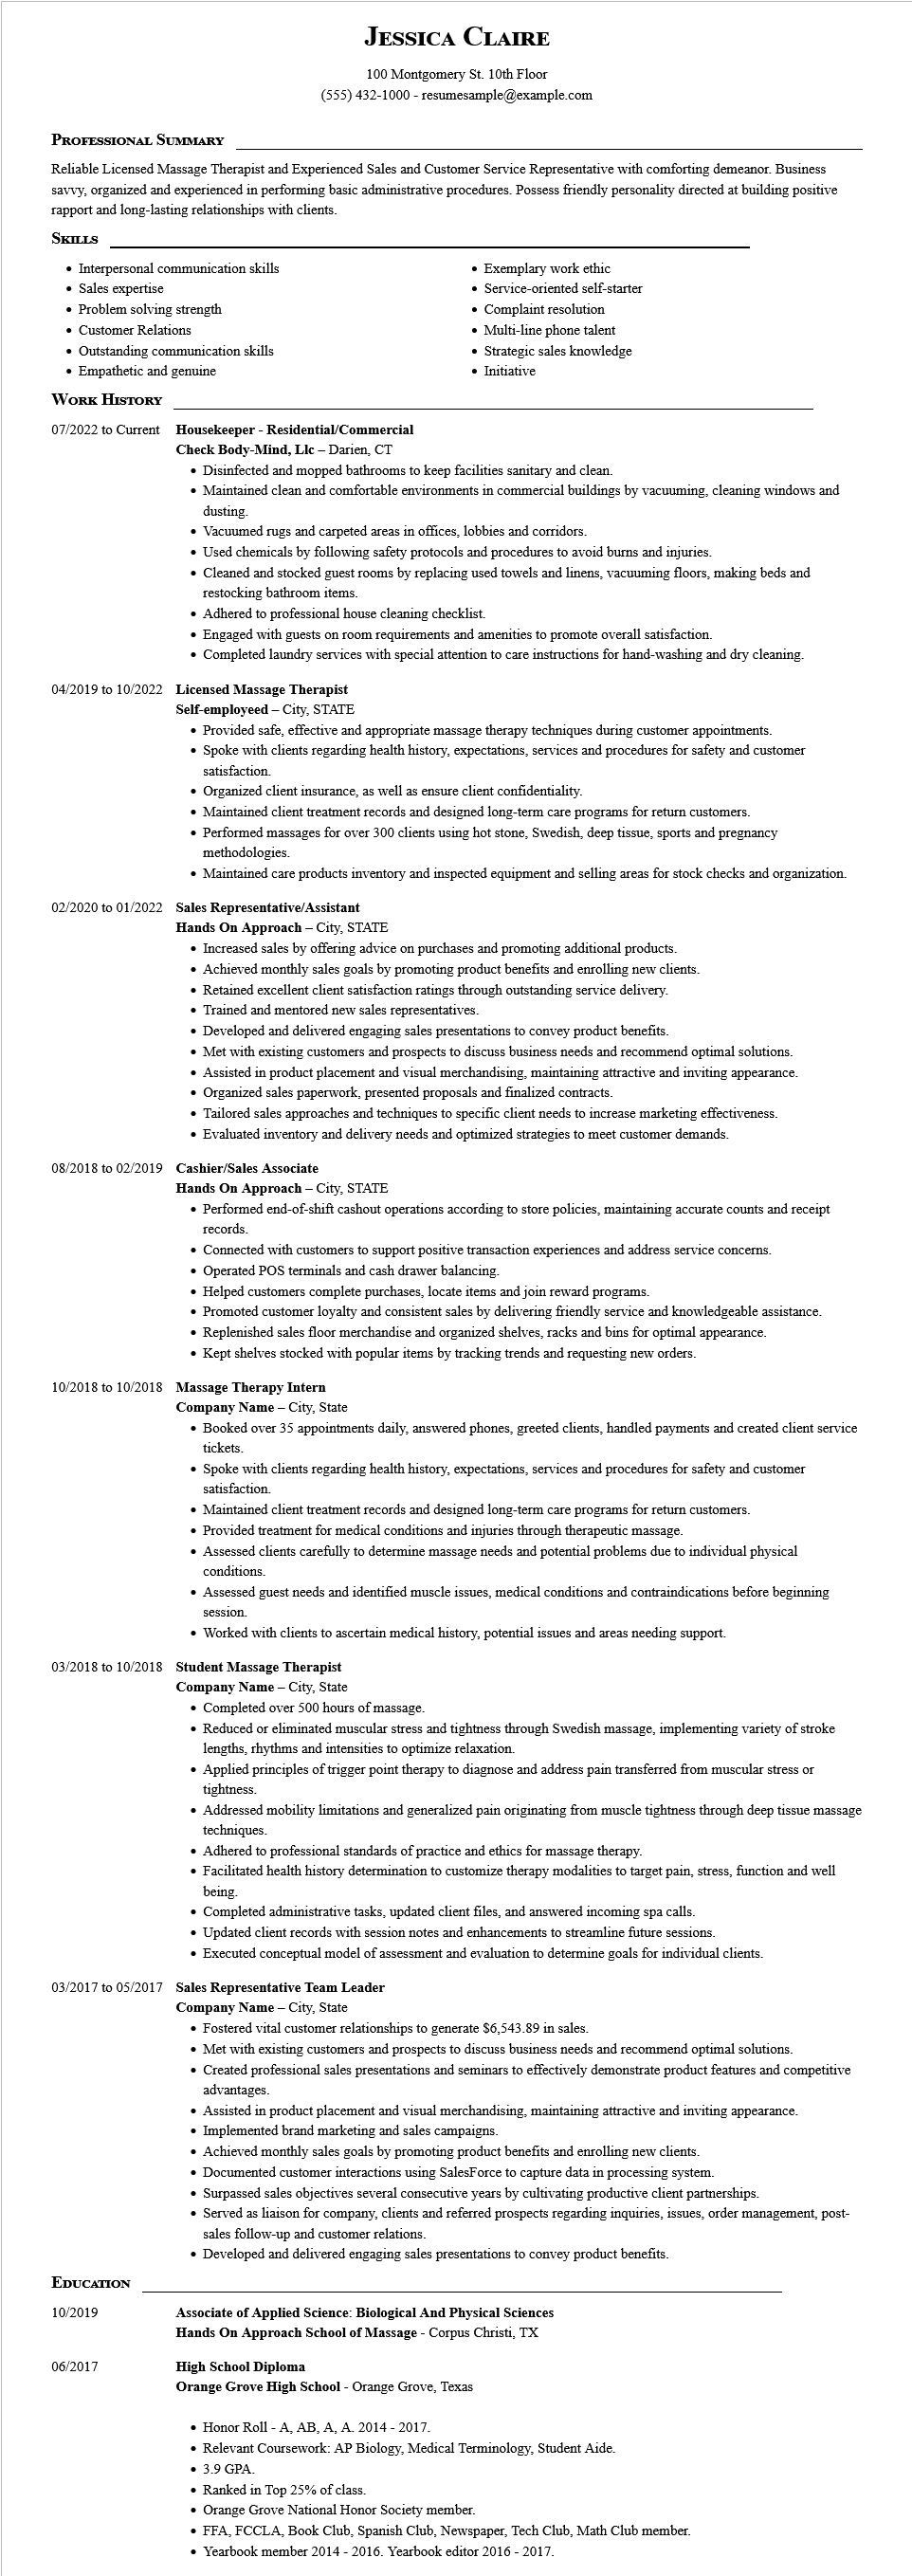 Jessica Claire
100 Montgomery St. 10th Floor
(555) 432-1000 - resumesample@example.com
Professional Summary
Reliable Licensed Massage Therapist and Experienced Sales and Customer Service Representative with comforting demeanor. Business
savvy, organized and experienced in performing basic administrative procedures. Possess friendly personality directed at building positive
rapport and long-lasting relationships with clients.
Skills
• Interpersonal communication skills
• Sales expertise
• Problem solving strength
• Customer Relations
• Outstanding communication skills
• Empathetic and genuine
• Exemplary work ethic
• Service-oriented self-starter
• Complaint resolution
• Multi-line phone talent
• Strategic sales knowledge
• Initiative
Work History
07/2022 to Current Housekeeper - Residential/Commercial
Check Body-Mind, Llc – Darien, CT
• Disinfected and mopped bathrooms to keep facilities sanitary and clean.
• Maintained clean and comfortable environments in commercial buildings by vacuuming, cleaning windows and
dusting.
• Vacuumed rugs and carpeted areas in offices, lobbies and corridors.
• Used chemicals by following safety protocols and procedures to avoid burns and injuries.
• Cleaned and stocked guest rooms by replacing used towels and linens, vacuuming floors, making beds and
restocking bathroom items.
• Adhered to professional house cleaning checklist.
• Engaged with guests on room requirements and amenities to promote overall satisfaction.
• Completed laundry services with special attention to care instructions for hand-washing and dry cleaning.
04/2019 to 10/2022 Licensed Massage Therapist
Self-employeed – City, STATE
• Provided safe, effective and appropriate massage therapy techniques during customer appointments.
• Spoke with clients regarding health history, expectations, services and procedures for safety and customer
satisfaction.
• Organized client insurance, as well as ensure client confidentiality.
• Maintained client treatment records and designed long-term care programs for return customers.
• Performed massages for over 300 clients using hot stone, Swedish, deep tissue, sports and pregnancy
methodologies.
• Maintained care products inventory and inspected equipment and selling areas for stock checks and organization.
02/2020 to 01/2022 Sales Representative/Assistant
Hands On Approach – City, STATE
• Increased sales by offering advice on purchases and promoting additional products.
• Achieved monthly sales goals by promoting product benefits and enrolling new clients.
• Retained excellent client satisfaction ratings through outstanding service delivery.
• Trained and mentored new sales representatives.
• Developed and delivered engaging sales presentations to convey product benefits.
• Met with existing customers and prospects to discuss business needs and recommend optimal solutions.
• Assisted in product placement and visual merchandising, maintaining attractive and inviting appearance.
• Organized sales paperwork, presented proposals and finalized contracts.
• Tailored sales approaches and techniques to specific client needs to increase marketing effectiveness.
• Evaluated inventory and delivery needs and optimized strategies to meet customer demands.
08/2018 to 02/2019 Cashier/Sales Associate
Hands On Approach – City, STATE
• Performed end-of-shift cashout operations according to store policies, maintaining accurate counts and receipt
records.
• Connected with customers to support positive transaction experiences and address service concerns.
• Operated POS terminals and cash drawer balancing.
• Helped customers complete purchases, locate items and join reward programs.
• Promoted customer loyalty and consistent sales by delivering friendly service and knowledgeable assistance.
• Replenished sales floor merchandise and organized shelves, racks and bins for optimal appearance.
• Kept shelves stocked with popular items by tracking trends and requesting new orders.
10/2018 to 10/2018 Massage Therapy Intern
Company Name – City, State
• Booked over 35 appointments daily, answered phones, greeted clients, handled payments and created client service
tickets.
• Spoke with clients regarding health history, expectations, services and procedures for safety and customer
satisfaction.
• Maintained client treatment records and designed long-term care programs for return customers.
• Provided treatment for medical conditions and injuries through therapeutic massage.
• Assessed clients carefully to determine massage needs and potential problems due to individual physical
conditions.
• Assessed guest needs and identified muscle issues, medical conditions and contraindications before beginning
session.
• Worked with clients to ascertain medical history, potential issues and areas needing support.
03/2018 to 10/2018 Student Massage Therapist
Company Name – City, State
• Completed over 500 hours of massage.
• Reduced or eliminated muscular stress and tightness through Swedish massage, implementing variety of stroke
lengths, rhythms and intensities to optimize relaxation.
• Applied principles of trigger point therapy to diagnose and address pain transferred from muscular stress or
tightness.
• Addressed mobility limitations and generalized pain originating from muscle tightness through deep tissue massage
techniques.
• Adhered to professional standards of practice and ethics for massage therapy.
• Facilitated health history determination to customize therapy modalities to target pain, stress, function and well
being.
• Completed administrative tasks, updated client files, and answered incoming spa calls.
• Updated client records with session notes and enhancements to streamline future sessions.
• Executed conceptual model of assessment and evaluation to determine goals for individual clients.
03/2017 to 05/2017 Sales Representative Team Leader
Company Name – City, State
• Fostered vital customer relationships to generate $6,543.89 in sales.
• Met with existing customers and prospects to discuss business needs and recommend optimal solutions.
• Created professional sales presentations and seminars to effectively demonstrate product features and competitive
advantages.
• Assisted in product placement and visual merchandising, maintaining attractive and inviting appearance.
• Implemented brand marketing and sales campaigns.
• Achieved monthly sales goals by promoting product benefits and enrolling new clients.
• Documented customer interactions using SalesForce to capture data in processing system.
• Surpassed sales objectives several consecutive years by cultivating productive client partnerships.
• Served as liaison for company, clients and referred prospects regarding inquiries, issues, order management, post-
sales follow-up and customer relations.
• Developed and delivered engaging sales presentations to convey product benefits.
Education
10/2019 Associate of Applied Science: Biological And Physical Sciences
Hands On Approach School of Massage - Corpus Christi, TX
06/2017 High School Diploma
Orange Grove High School - Orange Grove, Texas
• Honor Roll - A, AB, A, A. 2014 - 2017.
• Relevant Coursework: AP Biology, Medical Terminology, Student Aide.
• 3.9 GPA.
• Ranked in Top 25% of class.
• Orange Grove National Honor Society member.
• FFA, FCCLA, Book Club, Spanish Club, Newspaper, Tech Club, Math Club member.
• Yearbook member 2014 - 2016. Yearbook editor 2016 - 2017.